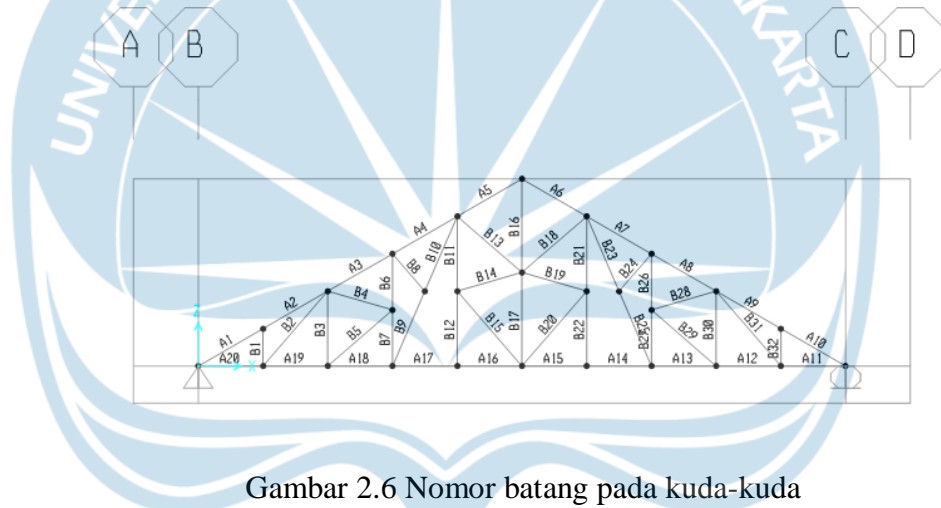 A B C D
UNIVER
KARTA
A5 A6
A4 B16 A7
B13 B18 B23
B10 B11 B21
A3 B8 B24 A8
B6 B14 B19 B26
A2 B4 B28 A9
Z
B2 B3 B5 B9 B12 B15 B17 B20 B22 B29 B30 B31
A1 B1 B7 B32 A10
A20 A19 A18 A17 A16 A15 A14 A13 A12 A11
X
Gambar 2.6 Nomor batang pada kuda-kuda